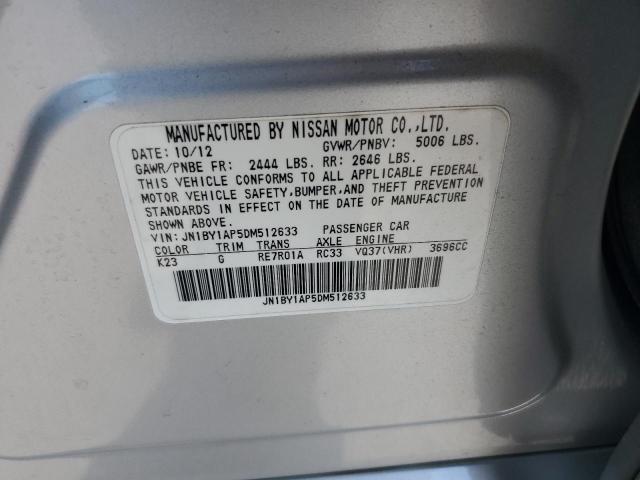 MANUFACTURED BY NISSAN MOTOR CO.,LTD.
DATE: 10/12 GVWR/PNBV: 5006 LBS.
GAWR/PNBE FR: 2444 LBS. RR: 2646 LBS.
THIS VEHICLE CONFORMS TO ALL APPLICABLE FEDERAL
MOTOR VEHICLE SAFETY,BUMPER,AND THEFT PREVENTION
STANDARDS IN EFFECT ON THE DATE OF MANUFACTURE
SHOWN ABOVE.
VIN: JN1BY1AP5DM512633 PASSENGER CAR
COLOR TRIM TRANS AXLE ENGINE
K23 G RE7R01A RC33 VQ37(VHR) 3696CC
JN1BY1AP5DM512633